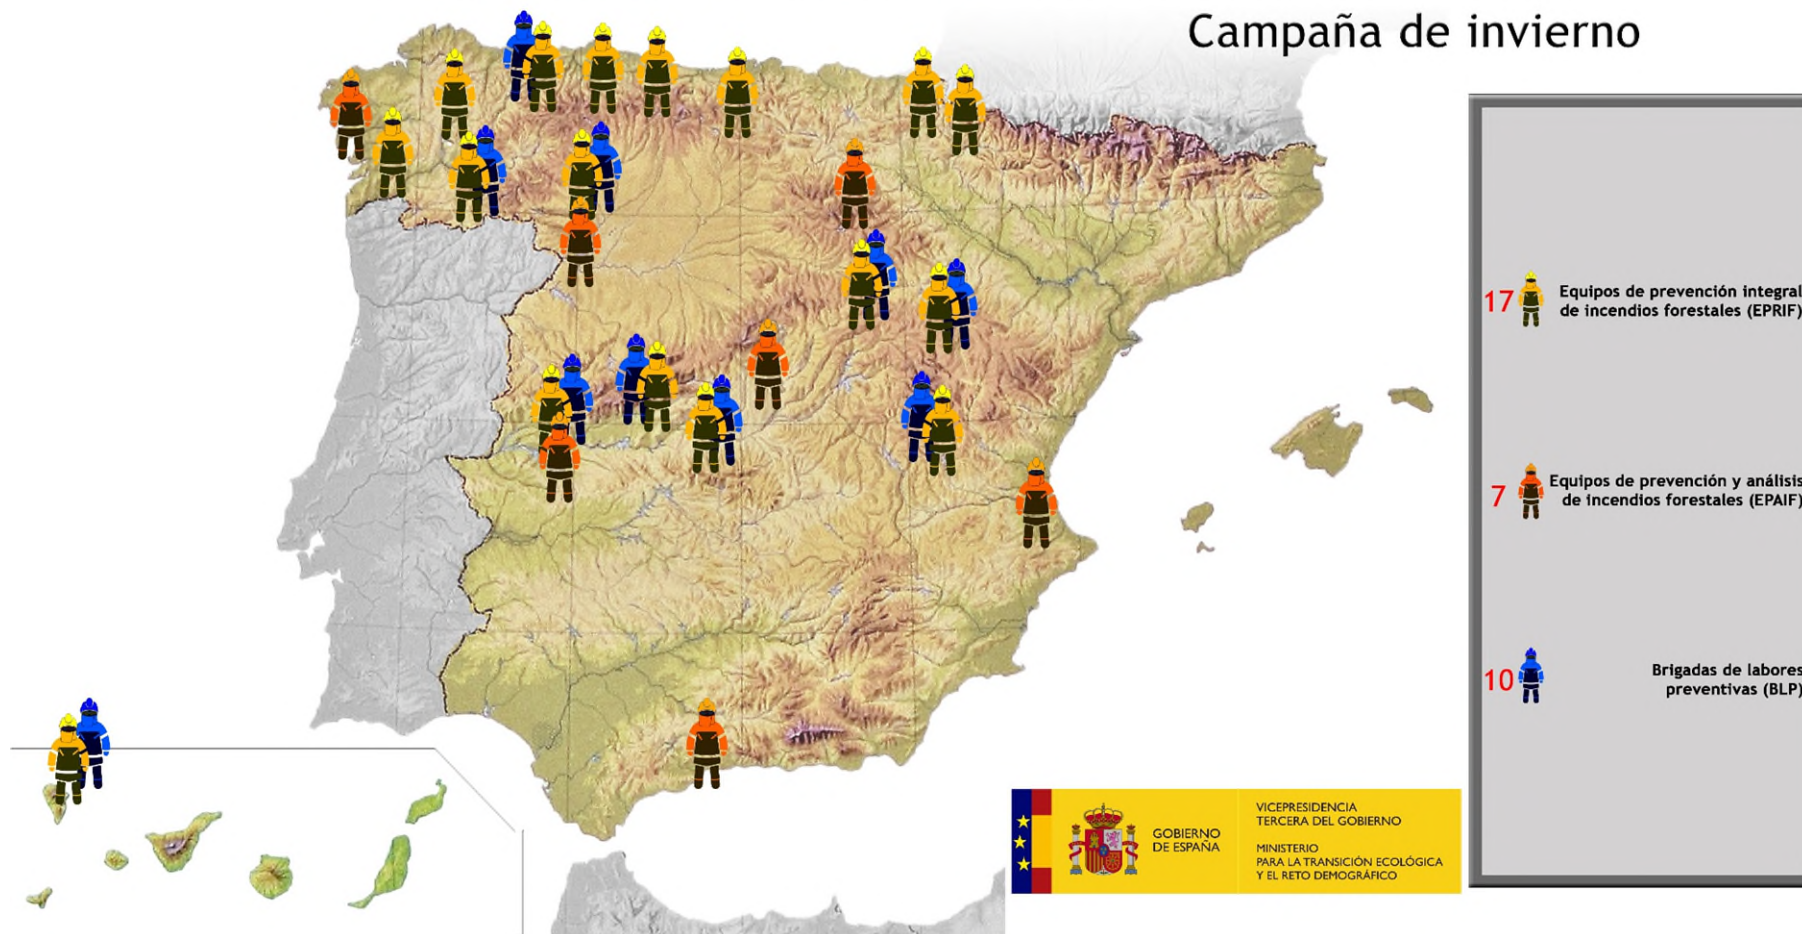 Campaña de invierno
17
Equipos de prevención integral
de incendios forestales (EPRIF)
7
Equipos de prevención y análisis
de incendios forestales (EPAIF)
10
Brigadas de labores
preventivas (BLP)
GOBIERNO
DE ESPAÑA
VICEPRESIDENCIA
TERCERA DEL GOBIERNO
MINISTERIO
PARA LA TRANSICIÓN ECOLÓGICA
Y EL RETO DEMOGRÁFICO